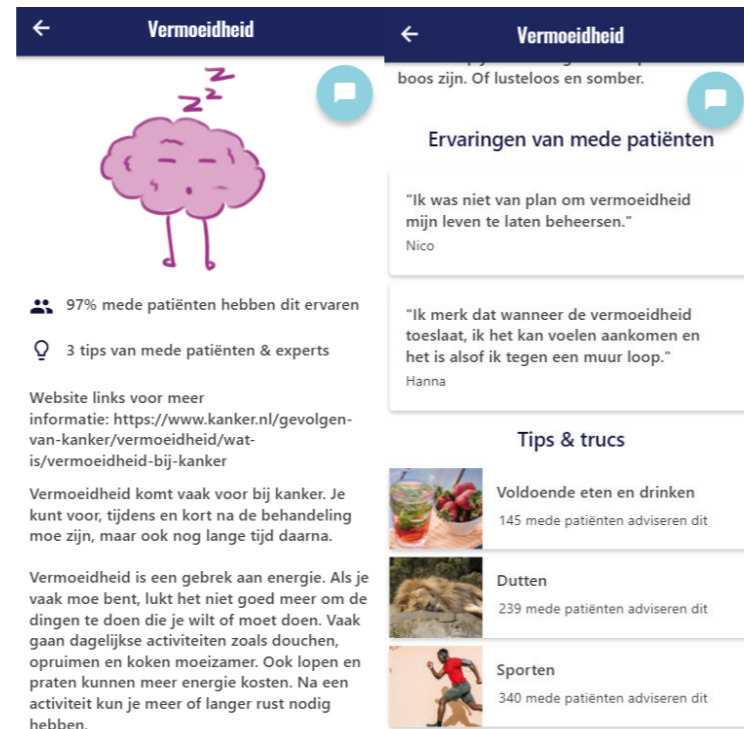 Vermoeidheid
z
z
z
97% mede patiënten hebben dit ervaren
3 tips van mede patiënten & experts
Website links voor meer
informatie: https://www.kanker.nl/gevolgen-
van-kanker/vermoeidheid/wat-
is/vermoeidheid-bij-kanker
Vermoeidheid komt vaak voor bij kanker. Je
kunt voor, tijdens en kort na de behandeling
moe zijn, maar ook nog lange tijd daarna.
Vermoeidheid is een gebrek aan energie. Als je
vaak moe bent, lukt het niet goed meer om de
dingen te doen die je wilt of moet doen. Vaak
gaan dagelijkse activiteiten zoals douchen,
opruimen en koken moeizamer. Ook lopen en
praten kunnen meer energie kosten. Na een
activiteit kun je meer of langer rust nodig
hebben.
Vermoeidheid
boos zijn. Of lusteloos en somber.
Ervaringen van mede patiënten
"Ik was niet van plan om vermoeidheid
mijn leven te laten beheersen."
Nico
"Ik merk dat wanneer de vermoeidheid
toeslaat, ik het kan voelen aankomen en
het is alsof ik tegen een muur loop."
Hanna
Tips & trucs
Voldoende eten en drinken
145 mede patiënten adviseren dit
Dutten
239 mede patiënten adviseren dit
Sporten
340 mede patiënten adviseren dit